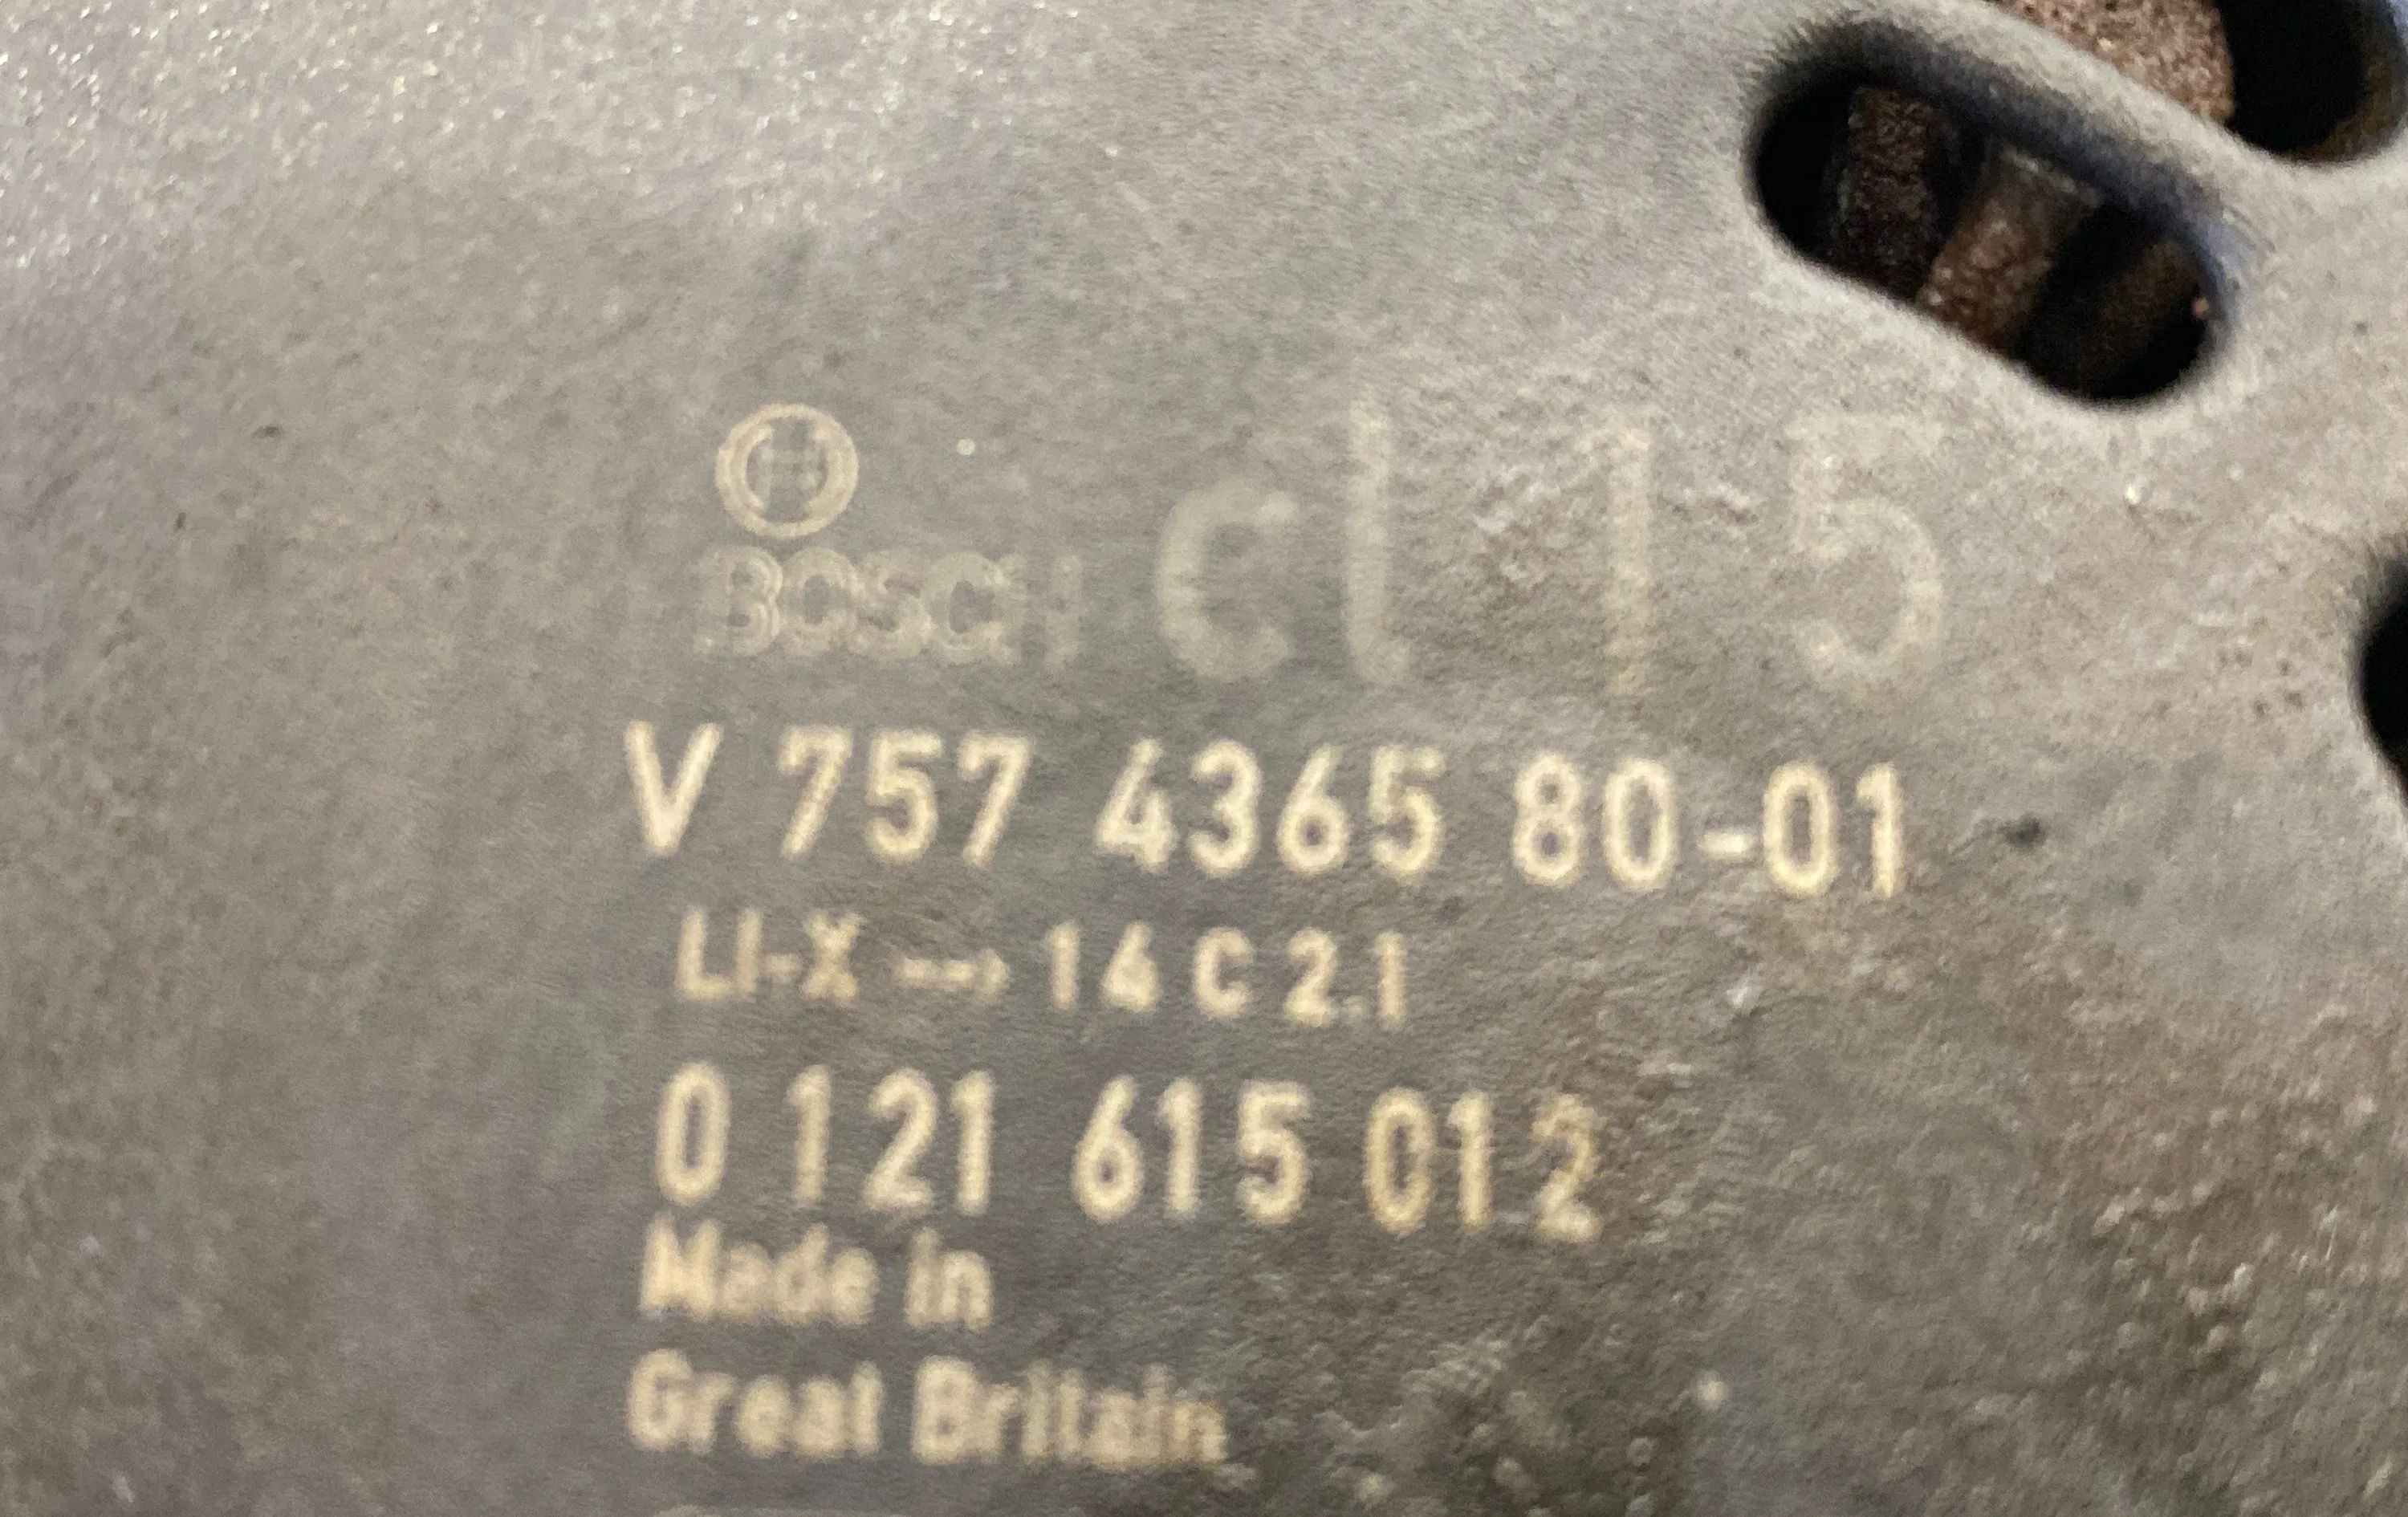 BOSCH cl15
V 757 4365 80-01
LI-X --> 14 C 2.1
0 121 615 012
Made in
Great Britain